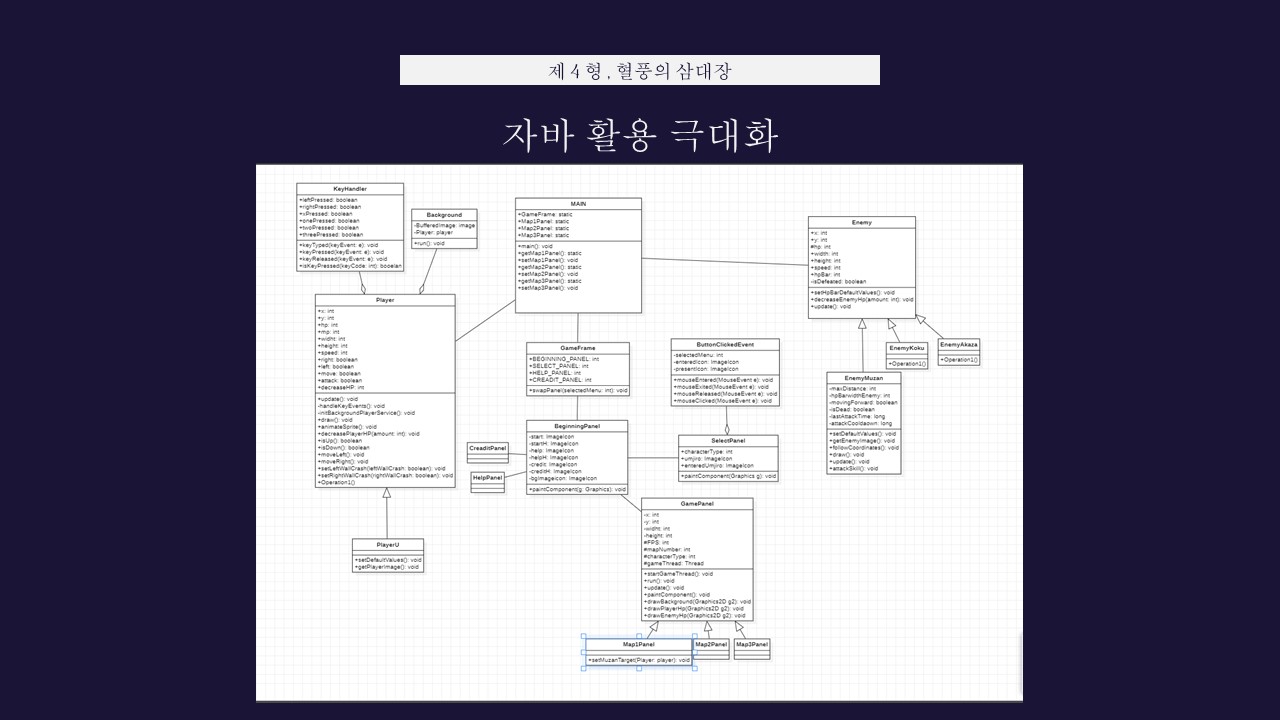 제 4 형 , 혈풍의 삼대장
자바 활용 극대화
KeyHandler
+leftPressed: boolean
+rightPressed: boolean
+xPressed: boolean
+onePressed: boolean
+twoPressed: boolean
+threePressed: boolean
+keyTyped(keyEvent: e): void
+keyPressed(keyEvent: e): void
+keyReleased(keyEvent: e): void
+isKeyPressed(keyCode: int): boolean
Background
-BufferedImage: image
-Player: player
+run(): void
MAIN
+GameFrame: static
+Map1Panel: static
+Map2Panel: static
+Map3Panel: static
+main(): void
+getMap1Panel(): static
+setMap1Panel(): void
+getMap2Panel(): static
+setMap2Panel(): void
+getMap3Panel(): static
+setMap3Panel(): void
Enemy
+x: int
+y: int
#hp: int
+width: int
+height: int
+speed: int
+hpBar: int
-isDefeated: boolean
+setHpBarDefaultValues(): void
+decreaseEnemyHp(amount: int): void
+update(): void
Player
+x: int
+y: int
+hp: int
+mp: int
+widht: int
+height: int
+speed: int
+right: boolean
+left: boolean
+move: boolean
+attack: boolean
+decreaseHP: int
+update(): void
-handleKeyEvents(): void
-initBackgroundPlayerService(): void
+draw(): void
+animateSprite(): void
+decreasePlayerHP(amount: int): void
+isUp(): boolean
+isDown(): boolean
+moveLeft(): void
+moveRight(): void
+setLeftWallCrash(leftWallCrash: boolean): void
+setRightWallCrash(rightWallCrash: boolean): void
+Operation1()
GameFrame
+BEGINNING_PANEL: int
+SELECT_PANEL: int
+HELP_PANEL: int
+CREADIT_PANEL: int
+swapPanel(selectedMenu: int): void
ButtonClickedEvent
-selectedMenu: int
-enteredIcon: ImageIcon
-presentIcon: ImageIcon
+mouseEntered(MouseEvent e): void
+mouseExited(MouseEvent e): void
+mouseReleased(MouseEvent e): void
+mouseClicked(MouseEvent e): void
EnemyKoku
+Operation1()
EnemyAkaza
+Operation1()
EnemyMuzan
-maxDistance: int
-hpBarwidthEnemy: int
-movingForward: boolean
-isDead: boolean
-lastAttackTime: long
-attackCooldaown: int
+setDefaultValues(): void
+getEnemyImage(): void
+followCoordinates(): void
+draw(): void
+update(): void
+attackSkill(): void
CreaditPanel
HelpPanel
BeginningPanel
-start: ImageIcon
-startH: ImageIcon
-help: ImageIcon
-helpH: ImageIcon
-credit: ImageIcon
-creditH: ImageIcon
-bgImageicon: ImageIcon
+paintComponent(g: Graphics): void
SelectPanel
+characterType: int
+umjiro: ImageIcon
+enteredUmjiro: ImageIcon
+paintComponent(Graphics g): void
GamePanel
-x: int
-y: int
-widht: int
-height: int
#FPS: int
#mapNumber: int
#characterType: int
#gameThread: Thread
+startGameThread(): void
+run(): void
+update(): void
+paintComponent(): void
+drawBackground(Graphics2D g2): void
+drawPlayerHp(Graphics2D g2): void
+drawEnemyHp(Graphics2D g2): void
PlayerU
+setDefaultValues(): void
+getPlayerImage(): void
Map1Panel
+setMuzanTarget(Player: player): void
Map2Panel
Map3Panel